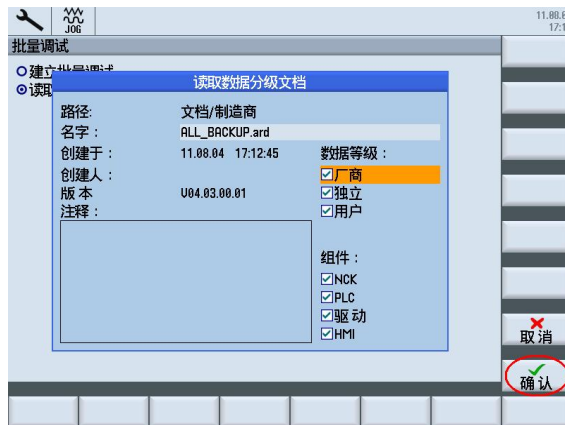 JOG
11.08.0
17:1
批量调试
建立批量调试
读取
读取数据分级文档
路径: 文档/制造商
名字： ALL_BACKUP.ard
创建于： 11.08.04 17:12:45 数据等级：
创建人： 厂商
版本 V04.03.00.01 独立
注释： 用户
组件：
NCK
PLC
驱动
HMI
取消
确认